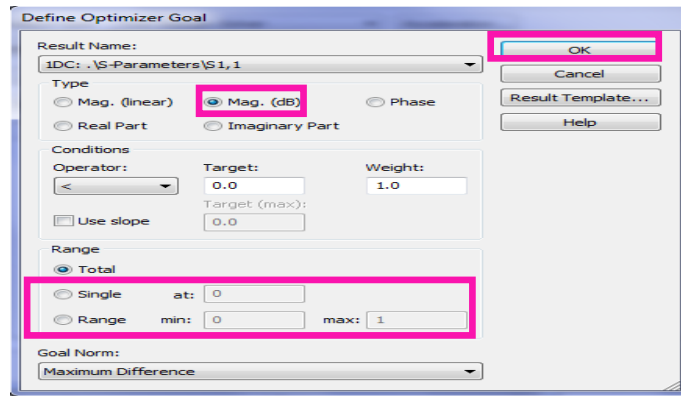 Define Optimizer Goal
Result Name:
1DC: .\S-Parameters\S1,1
OK
Cancel
Result Template...
Help
Type
Mag. (linear) Mag. (dB) Phase
Real Part Imaginary Part
Conditions
Operator: Target: Weight:
< 0.0 1.0
Target (max):
Use slope 0.0
Range
Total
Single at: 0
Range min: 0 max: 1
Goal Norm:
Maximum Difference